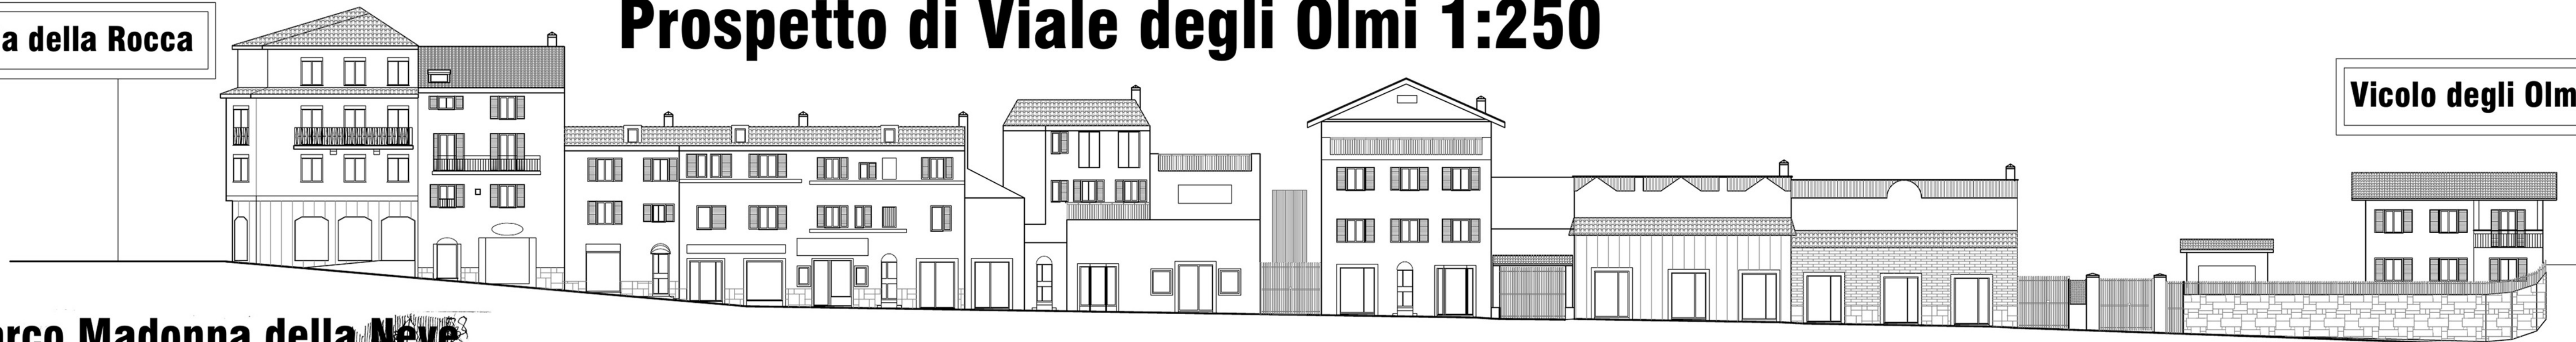 Prospetto di Viale degli Olmi 1:250
a della Rocca
Vicolo degli Olm
arco Madonna della Neve